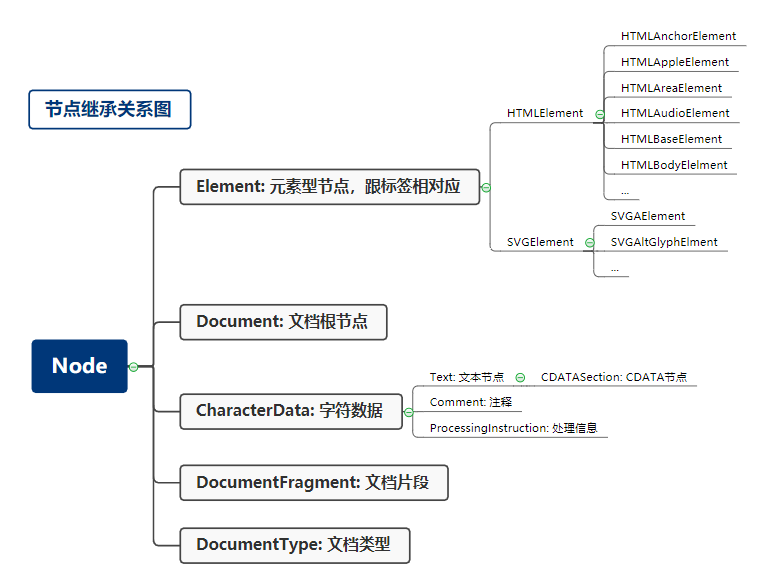 节点继承关系图
Node
Element: 元素型节点，跟标签相对应
HTMLElement
HTMLAnchorElement
HTMLAppleElement
HTMLAreaElement
HTMLAudioElement
HTMLBaseElement
HTMLBodyElelment
...
SVGElement
SVGAElement
SVGAltGlyphElment
...
Document: 文档根节点
CharacterData: 字符数据
Text: 文本节点
CDATASection: CDATA节点
Comment: 注释
ProcessingInstruction: 处理信息
DocumentFragment: 文档片段
DocumentType: 文档类型